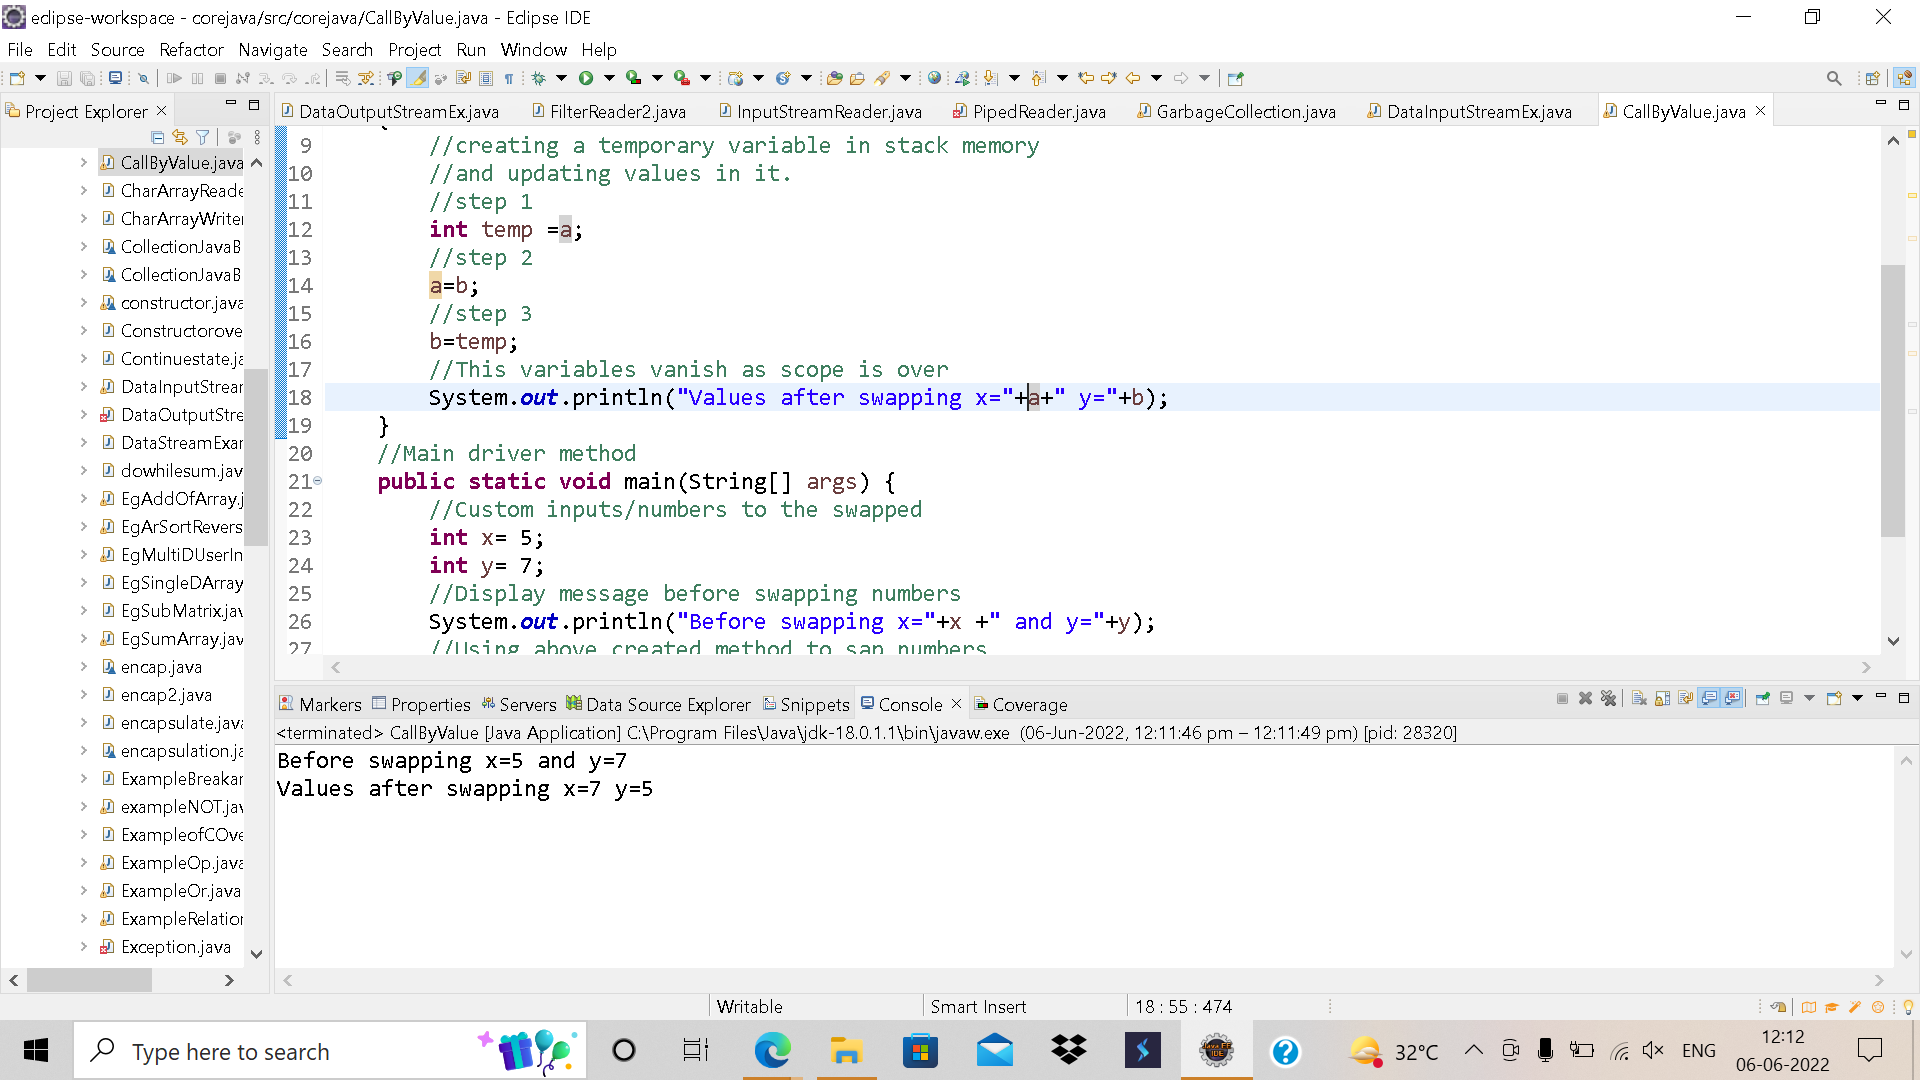 eclipse-workspace - corejava/src/corejava/CallByValue.java - Eclipse IDE
File Edit Source Refactor Navigate Search Project Run Window Help
Project Explorer
DataOutputStreamEx.java FilterReader2.java InputStreamReader.java PipedReader.java GarbageCollection.java DataInputStreamEx.java CallByValue.java
CallByValue.java
CharArrayReade
CharArrayWriter
CollectionJavaB
CollectionJavaB
constructor.java
Constructorove
Continuestate.ja
DataInputStrear
DataOutputStre
DataStreamExar
dowhilesum.jav
EgAddOfArray.j
EgArSortRevers
EgMultiDUserIn
EgSingleDArray
EgSubMatrix.jav
EgSumArray.jav
encap.java
encap2.java
encapsulate.java
encapsulation.ja
ExampleBreakar
exampleNOT.jav
ExampleofCOve
ExampleOp.java
ExampleOr.java
ExampleRelation
Exception.java
9 //creating a temporary variable in stack memory
10 //and updating values in it.
11 //step 1
12 int temp =a;
13 //step 2
14 a=b;
15 //step 3
16 b=temp;
17 //This variables vanish as scope is over
18 System.out.println("Values after swapping x="+a+" y="+b);
19 }
20 //Main driver method
21 public static void main(String[] args) {
22 //Custom inputs/numbers to the swapped
23 int x= 5;
24 int y= 7;
25 //Display message before swapping numbers
26 System.out.println("Before swapping x="+x +" and y="+y);
27 //Using above created method to sap numbers
Markers Properties Servers Data Source Explorer Snippets Console Coverage
<terminated> CallByValue [Java Application] C:\Program Files\Java\jdk-18.0.1.1\bin\javaw.exe (06-Jun-2022, 12:11:46 pm – 12:11:49 pm) [pid: 28320]
Before swapping x=5 and y=7
Values after swapping x=7 y=5
Writable Smart Insert 18 : 55 : 474
Type here to search
32°C ENG
12:12
06-06-2022